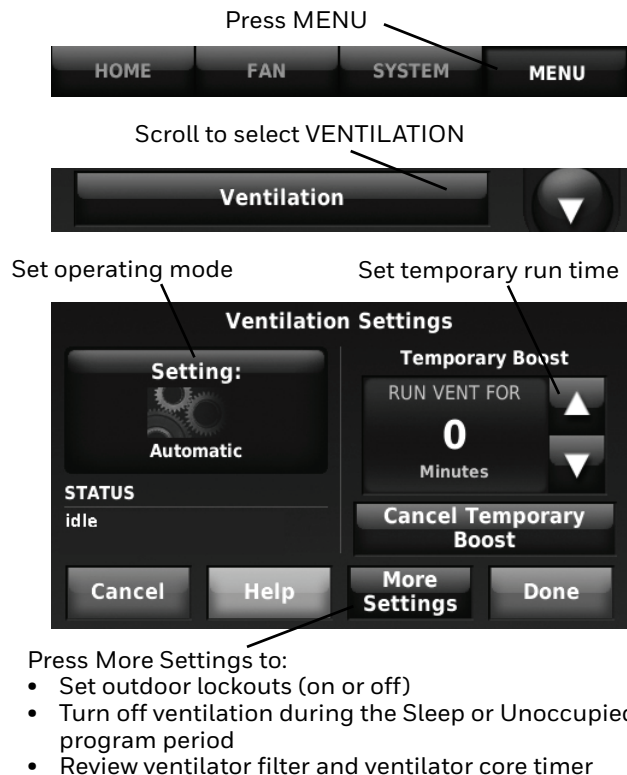 Press MENU
HOME FAN SYSTEM MENU
Scroll to select VENTILATION
Ventilation
Set operating mode
Set temporary run time
Ventilation Settings
Setting:
Automatic
STATUS
idle
Temporary Boost
RUN VENT FOR
0
Minutes
Cancel Temporary
Boost
Cancel Help More Settings Done
Press More Settings to:
• Set outdoor lockouts (on or off)
• Turn off ventilation during the Sleep or Unoccupied
program period
• Review ventilator filter and ventilator core timer